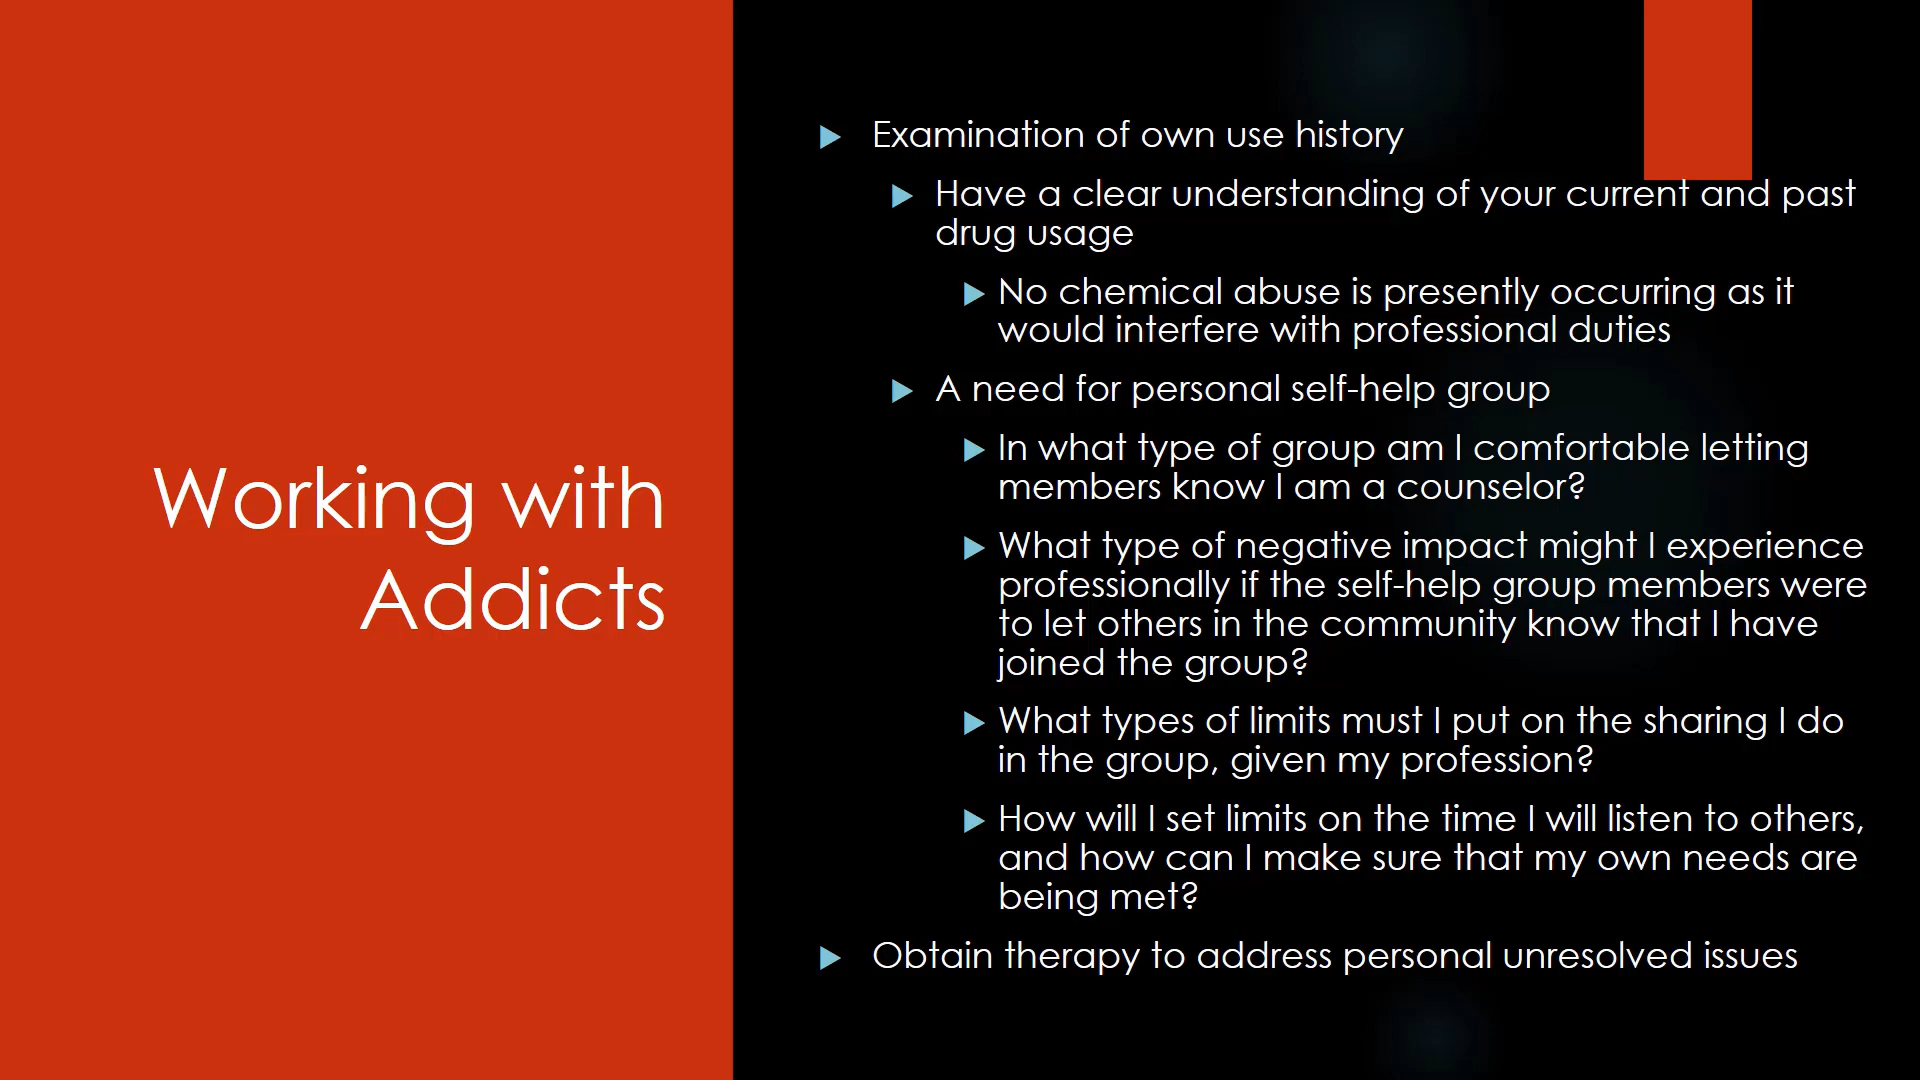 Working with
Addicts
Examination of own use history
Have a clear understanding of your current and past
drug usage
No chemical abuse is presently occurring as it
would interfere with professional duties
A need for personal self-help group
In what type of group am I comfortable letting
members know I am a counselor?
What type of negative impact might I experience
professionally if the self-help group members were
to let others in the community know that I have
joined the group?
What types of limits must I put on the sharing I do
in the group, given my profession?
How will I set limits on the time I will listen to others,
and how can I make sure that my own needs are
being met?
Obtain therapy to address personal unresolved issues